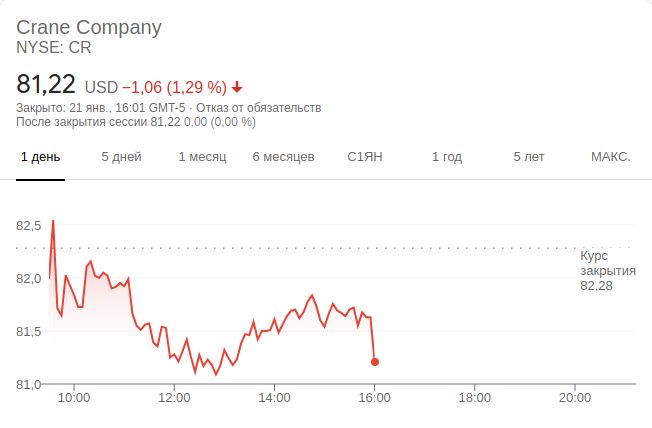 Crane Company
NYSE: CR
81,22 USD −1,06 (1,29 %)
Закрыто: 21 янв., 16:01 GMT-5 · Отказ от обязательств
После закрытия сессии 81,22 0,00 (0,00 %)
1 день 5 дней 1 месяц 6 месяцев С1ЯН 1 год 5 лет МАКС.
82,5
Курс
закрытия
82,28
82,0
81,5
81,0
10:00 12:00 14:00 16:00 18:00 20:00